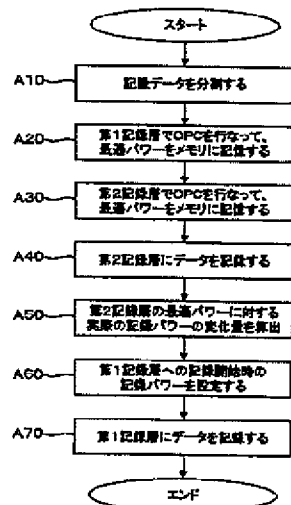 スタート
A10
記録データを分割する
A20
第1記録層でOPCを行なって、
最適パワーをメモリに記憶する
A30
第2記録層でOPCを行なって、
最適パワーをメモリに記憶する
A40
第2記録層にデータを記録する
A50
第2記録層の最適パワーに対する
実際の記録パワーの変化量を算出
A60
第1記録層への記録開始時の
記録パワーを設定する
A70
第1記録層にデータを記録する
エンド